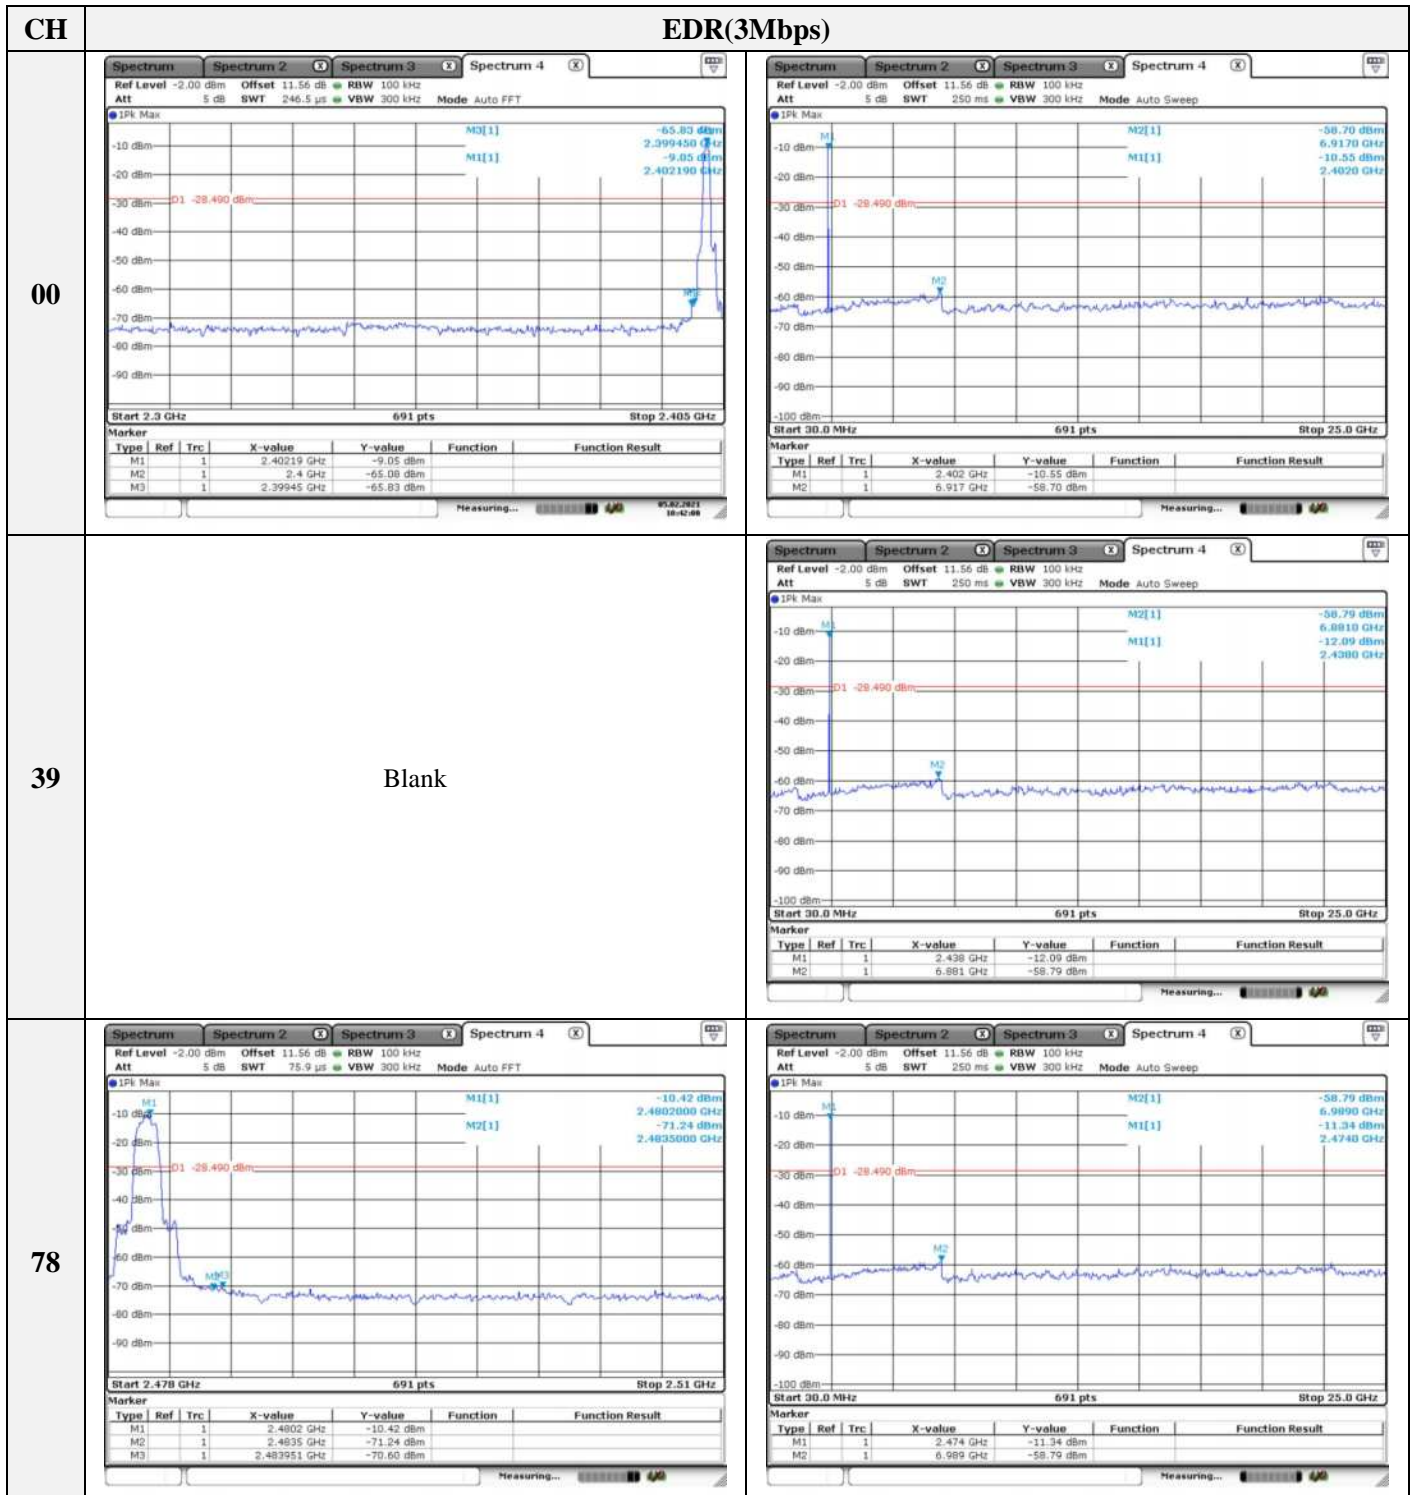 CH EDR(3Mbps)
00
Spectrum Spectrum 2 Spectrum 3 Spectrum 4
Ref Level -2.00 dBm Offset 11.56 dB RBW 100 kHz
Att 5 dB SWT 246.5 µs VBW 300 kHz Mode Auto FFT
1Pk Max
M3[1] -65.83 dBm
2.399450 GHz
M1[1] -9.05 dBm
2.402190 GHz
-10 dBm
-20 dBm
D1 -28.490 dBm
-30 dBm
-40 dBm
-50 dBm
-60 dBm
-70 dBm
-80 dBm
-90 dBm
Start 2.3 GHz 691 pts Stop 2.405 GHz
Marker
Type Ref Trc X-value Y-value Function Function Result
M1 1 2.40219 GHz -9.05 dBm
M2 1 2.4 GHz -65.08 dBm
M3 1 2.39945 GHz -65.83 dBm
Measuring... 05.02.2021
10:42:08
Spectrum Spectrum 2 Spectrum 3 Spectrum 4
Ref Level -2.00 dBm Offset 11.56 dB RBW 100 kHz
Att 5 dB SWT 250 ms VBW 300 kHz Mode Auto Sweep
1Pk Max
M2[1] -58.70 dBm
6.9170 GHz
M1[1] -10.55 dBm
2.4020 GHz
M1
-10 dBm
-20 dBm
D1 -28.490 dBm
-30 dBm
-40 dBm
-50 dBm
M2
-60 dBm
-70 dBm
-80 dBm
-90 dBm
-100 dBm
Start 30.0 MHz 691 pts Stop 25.0 GHz
Marker
Type Ref Trc X-value Y-value Function Function Result
M1 1 2.402 GHz -10.55 dBm
M2 1 6.917 GHz -58.70 dBm
Measuring...
39
Blank
Spectrum Spectrum 2 Spectrum 3 Spectrum 4
Ref Level -2.00 dBm Offset 11.56 dB RBW 100 kHz
Att 5 dB SWT 250 ms VBW 300 kHz Mode Auto Sweep
1Pk Max
M2[1] -58.79 dBm
6.8810 GHz
M1[1] -12.09 dBm
2.4380 GHz
M1
-10 dBm
-20 dBm
D1 -28.490 dBm
-30 dBm
-40 dBm
-50 dBm
M2
-60 dBm
-70 dBm
-80 dBm
-90 dBm
-100 dBm
Start 30.0 MHz 691 pts Stop 25.0 GHz
Marker
Type Ref Trc X-value Y-value Function Function Result
M1 1 2.438 GHz -12.09 dBm
M2 1 6.881 GHz -58.79 dBm
Measuring...
78
Spectrum Spectrum 2 Spectrum 3 Spectrum 4
Ref Level -2.00 dBm Offset 11.56 dB RBW 100 kHz
Att 5 dB SWT 75.9 µs VBW 300 kHz Mode Auto FFT
1Pk Max
M1[1] -10.42 dBm
2.4802000 GHz
M2[1] -71.24 dBm
2.4835000 GHz
M1
-10 dBm
-20 dBm
D1 -28.490 dBm
-30 dBm
-40 dBm
-50 dBm
-60 dBm
M3
-70 dBm
-80 dBm
-90 dBm
Start 2.478 GHz 691 pts Stop 2.51 GHz
Marker
Type Ref Trc X-value Y-value Function Function Result
M1 1 2.4802 GHz -10.42 dBm
M2 1 2.4835 GHz -71.24 dBm
M3 1 2.483951 GHz -70.60 dBm
Measuring...
Spectrum Spectrum 2 Spectrum 3 Spectrum 4
Ref Level -2.00 dBm Offset 11.56 dB RBW 100 kHz
Att 5 dB SWT 250 ms VBW 300 kHz Mode Auto Sweep
1Pk Max
M2[1] -58.79 dBm
6.9890 GHz
M1[1] -11.34 dBm
2.4740 GHz
M1
-10 dBm
-20 dBm
D1 -28.490 dBm
-30 dBm
-40 dBm
-50 dBm
M2
-60 dBm
-70 dBm
-80 dBm
-90 dBm
-100 dBm
Start 30.0 MHz 691 pts Stop 25.0 GHz
Marker
Type Ref Trc X-value Y-value Function Function Result
M1 1 2.474 GHz -11.34 dBm
M2 1 6.989 GHz -58.79 dBm
Measuring...